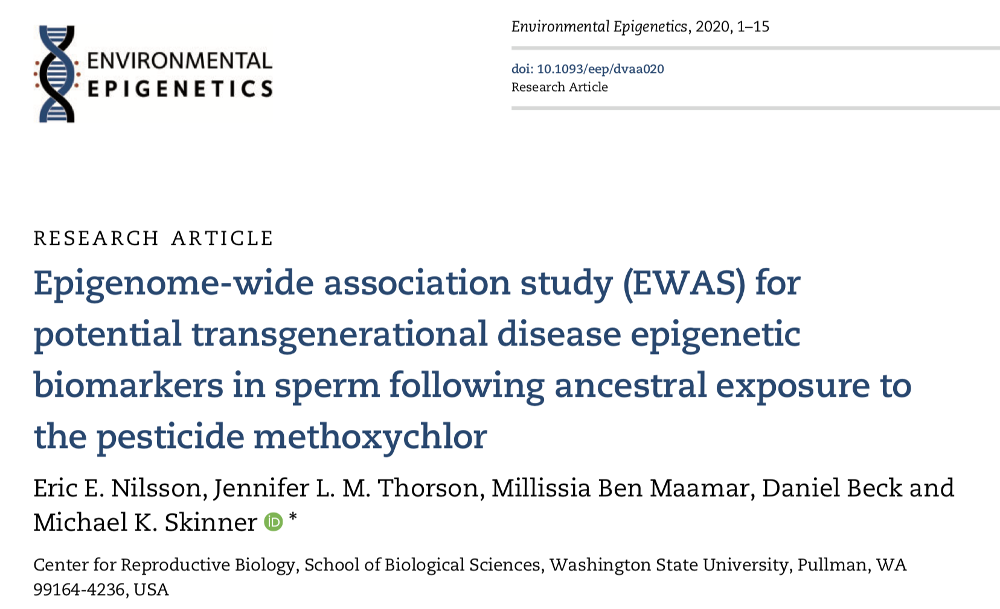 ENVIRONMENTAL
EPIGENETICS
Environmental Epigenetics, 2020, 1–15
doi: 10.1093/eep/dvaa020
Research Article
RESEARCH ARTICLE
Epigenome-wide association study (EWAS) for
potential transgenerational disease epigenetic
biomarkers in sperm following ancestral exposure to
the pesticide methoxychlor
Eric E. Nilsson, Jennifer L. M. Thorson, Millissia Ben Maamar, Daniel Beck and
Michael K. Skinner iD *
Center for Reproductive Biology, School of Biological Sciences, Washington State University, Pullman, WA
99164-4236, USA